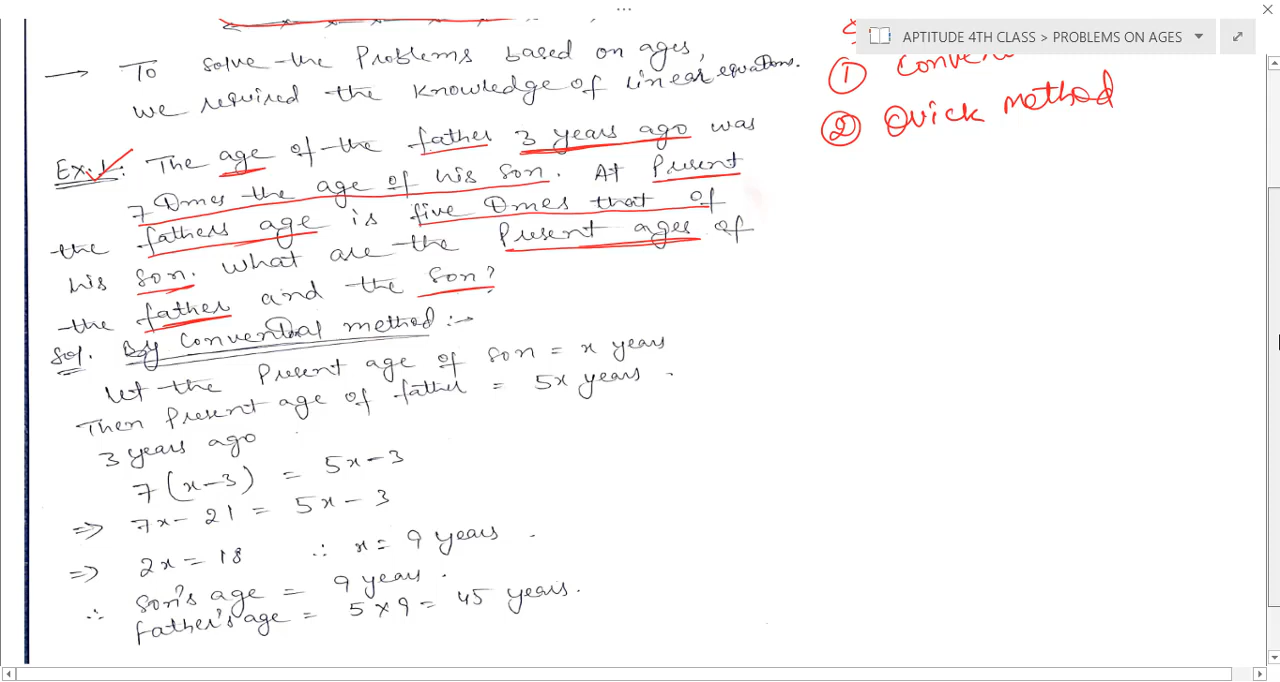 APTITUDE 4TH CLASS > PROBLEMS ON AGES
→ To solve the Problems based on ages,
we required the knowledge of linear equations.
① Conven
② Quick method
Ex.1: The age of the father 3 years ago was
7 times the age of his son. At Present
the fathers age is five times that of
his son. what are the Present ages of
the father and the son?
Sol. By Conventional method :→
let the Present age of son = x years
Then Present age of father = 5x years.
3 years ago
7(x-3) = 5x-3
⇒ 7x-21 = 5x-3
⇒ 2x=18 ∴ x=9 years.
∴ son's age = 9 years.
father's age = 5x9= 45 years.